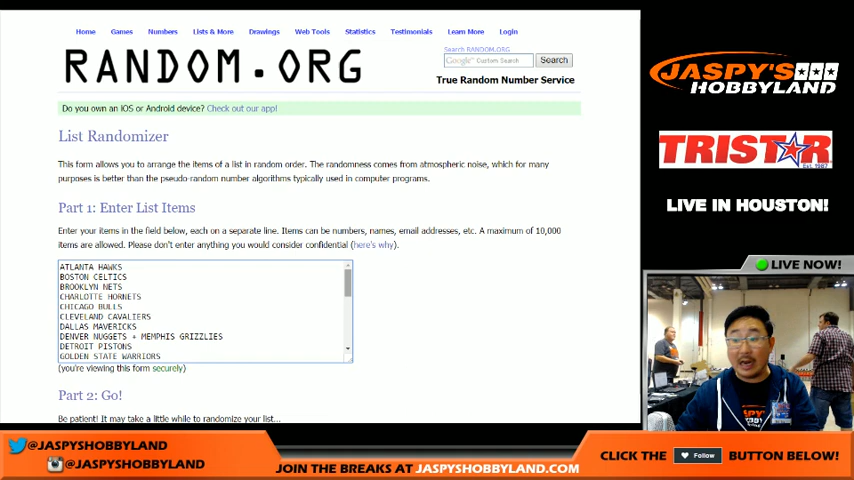 Home Games Numbers Lists & More Drawings Web Tools Statistics Testimonials Learn More Login
RANDOM.ORG
Search RANDOM.ORG
Google Custom Search
Search
True Random Number Service
Do you own an iOS or Android device? Check out our app!
List Randomizer
This form allows you to arrange the items of a list in random order. The randomness comes from atmospheric noise, which for many
purposes is better than the pseudo-random number algorithms typically used in computer programs.
Part 1: Enter List Items
Enter your items in the field below, each on a separate line. Items can be numbers, names, email addresses, etc. A maximum of 10,000
items are allowed. Please don't enter anything you would consider confidential (here's why).
ATLANTA HAWKS
BOSTON CELTICS
BROOKLYN NETS
CHARLOTTE HORNETS
CHICAGO BULLS
CLEVELAND CAVALIERS
DALLAS MAVERICKS
DENVER NUGGETS + MEMPHIS GRIZZLIES
DETROIT PISTONS
GOLDEN STATE WARRIORS
(you're viewing this form securely)
Part 2: Go!
Be patient! It may take a little while to randomize your list...
JASPY'S
HOBBYLAND
TRISTAR
Est. 1987
LIVE IN HOUSTON!
LIVE NOW!
@JASPYSHOBBYLAND
@JASPYSHOBBYLAND
JOIN THE BREAKS AT JASPYSHOBBYLAND.COM
CLICK THE Follow BUTTON BELOW!